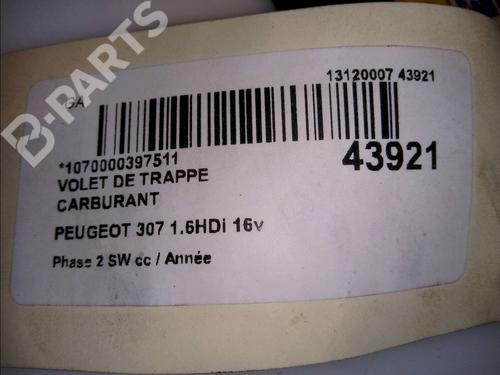 B-PARTS
GA
13120007 43921
*1070000397511
43921
VOLET DE TRAPPE
CARBURANT
PEUGEOT 307 1.6HDi 16v
Phase 2 SW cc / Année